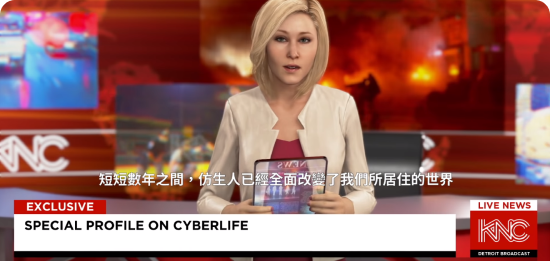 KNC
NEWS
短短數年之間，仿生人已經全面改變了我們所居住的世界
EXCLUSIVE
SPECIAL PROFILE ON CYBERLIFE
LIVE NEWS
KNC
DETROIT BROADCAST